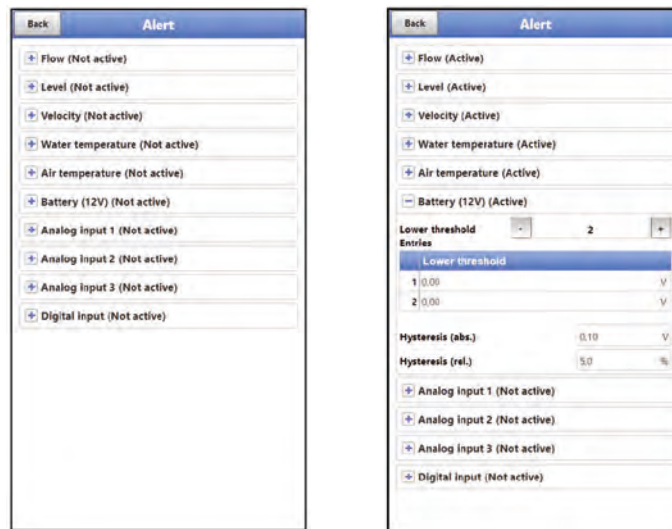 Back Alert
Flow (Not active)
Level (Not active)
Velocity (Not active)
Water temperature (Not active)
Air temperature (Not active)
Battery (12V) (Not active)
Analog input 1 (Not active)
Analog input 2 (Not active)
Analog input 3 (Not active)
Digital input (Not active)
Back Alert
Flow (Active)
Level (Active)
Velocity (Active)
Water temperature (Active)
Air temperature (Active)
Battery (12V) (Active)
Lower threshold - 2 +
Entries
Lower threshold
1 0,00 V
2 0,00 V
Hysteresis (abs.) 0,10 V
Hysteresis (rel.) 5,0 %
Analog input 1 (Not active)
Analog input 2 (Not active)
Analog input 3 (Not active)
Digital input (Not active)